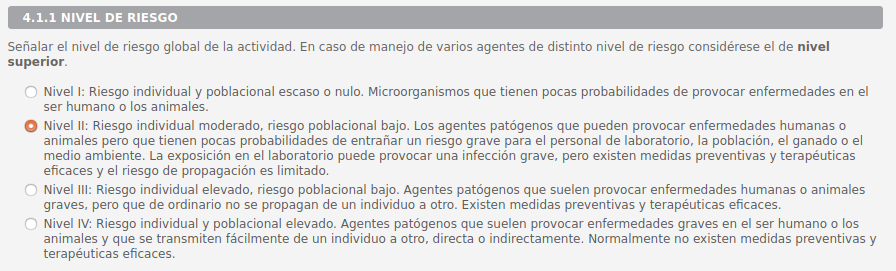 4.1.1 NIVEL DE RIESGO
Señalar el nivel de riesgo global de la actividad. En caso de manejo de varios agentes de distinto nivel de riesgo considérese el de nivel
superior.
Nivel I: Riesgo individual y poblacional escaso o nulo. Microorganismos que tienen pocas probabilidades de provocar enfermedades en el
ser humano o los animales.
Nivel II: Riesgo individual moderado, riesgo poblacional bajo. Los agentes patógenos que pueden provocar enfermedades humanas o
animales pero que tienen pocas probabilidades de entrañar un riesgo grave para el personal de laboratorio, la población, el ganado o el
medio ambiente. La exposición en el laboratorio puede provocar una infección grave, pero existen medidas preventivas y terapéuticas
eficaces y el riesgo de propagación es limitado.
Nivel III: Riesgo individual elevado, riesgo poblacional bajo. Agentes patógenos que suelen provocar enfermedades humanas o animales
graves, pero que de ordinario no se propagan de un individuo a otro. Existen medidas preventivas y terapéuticas eficaces.
Nivel IV: Riesgo individual y poblacional elevado. Agentes patógenos que suelen provocar enfermedades graves en el ser humano o los
animales y que se transmiten fácilmente de un individuo a otro, directa o indirectamente. Normalmente no existen medidas preventivas y
terapéuticas eficaces.